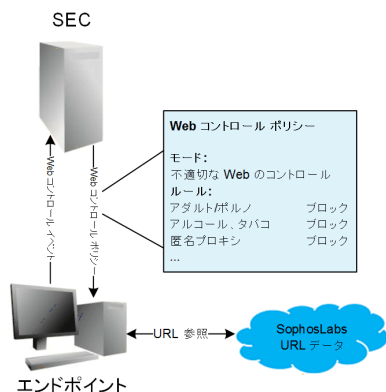 SEC
Web コントロール ポリシー
モード:
不適切な Web のコントロール
ルール:
アダルト/ポルノ ブロック
アルコール、タバコ ブロック
匿名プロキシ ブロック
...
Web コントロール イベント
Web コントロール ポリシー
URL 参照
SophosLabs
URL データ
エンドポイント